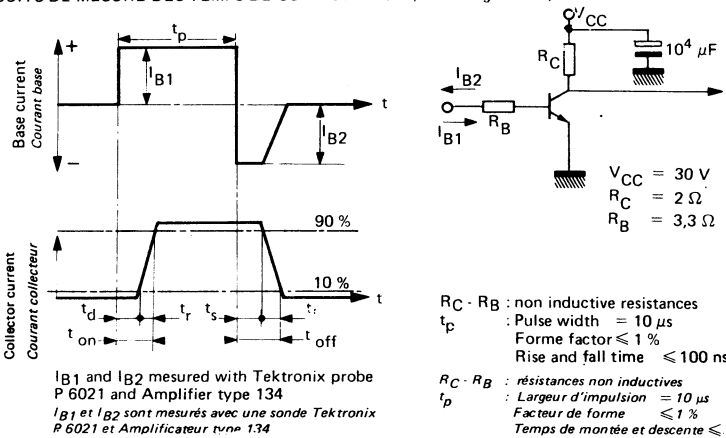 t_p
+
I_B1
Base current
Courant base
t
I_B2
−
90 %
10 %
Collector current
Courant collecteur
t
t_d
t_r
t_s
t_on
t_off
I_B1 and I_B2 mesured with Tektronix probe
P 6021 and Amplifier type 134
I_B1 et I_B2 sont mesurés avec une sonde Tektronix
P 6021 et Amplificateur type 134
V_CC
R_C
10⁴ µF
I_B2
I_B1
R_B
V_CC = 30 V
R_C = 2 Ω
R_B = 3,3 Ω
R_C - R_B : non inductive resistances
t_p : Pulse width = 10 µs
Forme factor ⩽ 1 %
Rise and fall time ⩽ 100 ns
R_C - R_B : résistances non inductives
t_p : Largeur d'impulsion = 10 µs
Facteur de forme ⩽ 1 %
Temps de montée et descente ⩽